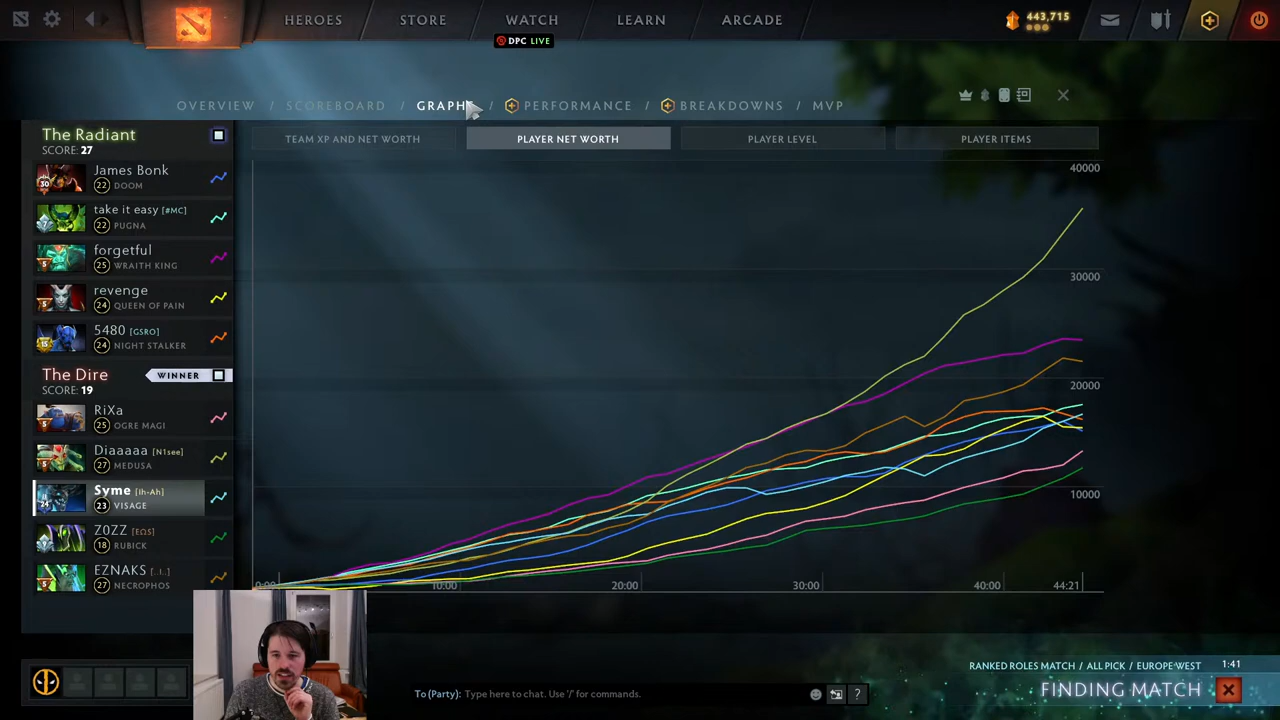 HEROES
STORE
WATCH
LEARN
ARCADE
443,715
DPC LIVE
OVERVIEW / SCOREBOARD / GRAPHS / PERFORMANCE / BREAKDOWNS / MVP
TEAM XP AND NET WORTH
PLAYER NET WORTH
PLAYER LEVEL
PLAYER ITEMS
The Radiant
SCORE: 27
James Bonk
22 DOOM
take it easy [#MC]
22 PUGNA
forgetful
25 WRAITH KING
revenge
24 QUEEN OF PAIN
5480 [GSRO]
24 NIGHT STALKER
The Dire
WINNER
SCORE: 19
RiXa
25 OGRE MAGI
Diaaaaa [N1see]
27 MEDUSA
Syme [Ih-Ah]
23 VISAGE
Z0ZZ [EΩS]
18 RUBICK
EZNAKS [..I...]
27 NECROPHOS
40000
30000
20000
10000
0:00
10:00
20:00
30:00
40:00
44:21
To (Party): Type here to chat. Use '/' for commands.
?
RANKED ROLES MATCH / ALL PICK / EUROPE WEST
1:41
FINDING MATCH